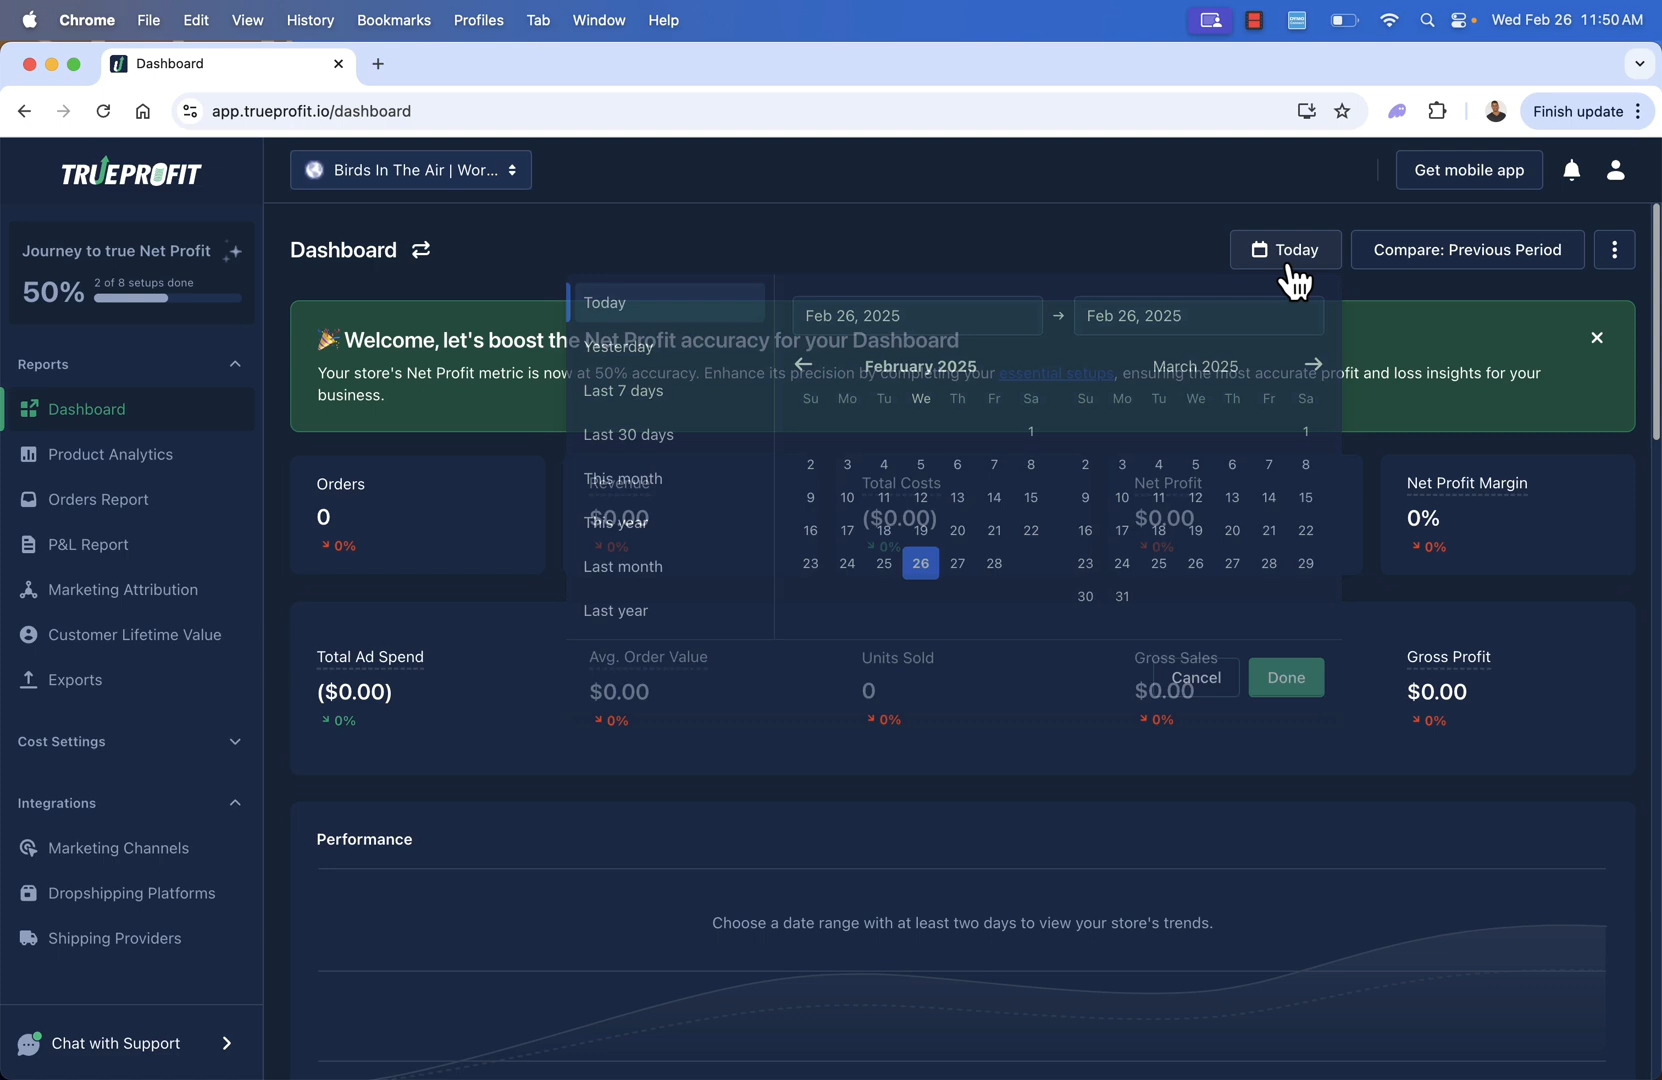 Chrome File Edit View History Bookmarks Profiles Tab Window Help Wed Feb 26 11:50 AM
Dashboard
app.trueprofit.io/dashboard Finish update
TRUEPROFIT
Birds In The Air | Wor...
Get mobile app
Journey to true Net Profit
50% 2 of 8 setups done
Reports
Dashboard
Product Analytics
Orders Report
P&L Report
Marketing Attribution
Customer Lifetime Value
Exports
Cost Settings
Integrations
Marketing Channels
Dropshipping Platforms
Shipping Providers
Chat with Support
Dashboard
Today Compare: Previous Period
Welcome, let's boost the Net Profit accuracy for your Dashboard
Your store's Net Profit metric is now at 50% accuracy. Enhance its precision by completing your essential setups, ensuring the most accurate profit and loss insights for your
business.
Today
Yesterday
Last 7 days
Last 30 days
This month
This year
Last month
Last year
Feb 26, 2025 → Feb 26, 2025
February 2025 March 2025
Su Mo Tu We Th Fr Sa Su Mo Tu We Th Fr Sa
1 1
2 3 4 5 6 7 8 2 3 4 5 6 7 8
9 10 11 12 13 14 15 9 10 11 12 13 14 15
16 17 18 19 20 21 22 16 17 18 19 20 21 22
23 24 25 26 27 28 23 24 25 26 27 28 29
30 31
Cancel Done
Orders
0
0%
Revenue
$0.00
0%
Total Costs
($0.00)
0%
Net Profit
$0.00
0%
Net Profit Margin
0%
0%
Total Ad Spend
($0.00)
0%
Avg. Order Value
$0.00
0%
Units Sold
0
0%
Gross Sales
$0.00
0%
Gross Profit
$0.00
0%
Performance
Choose a date range with at least two days to view your store's trends.